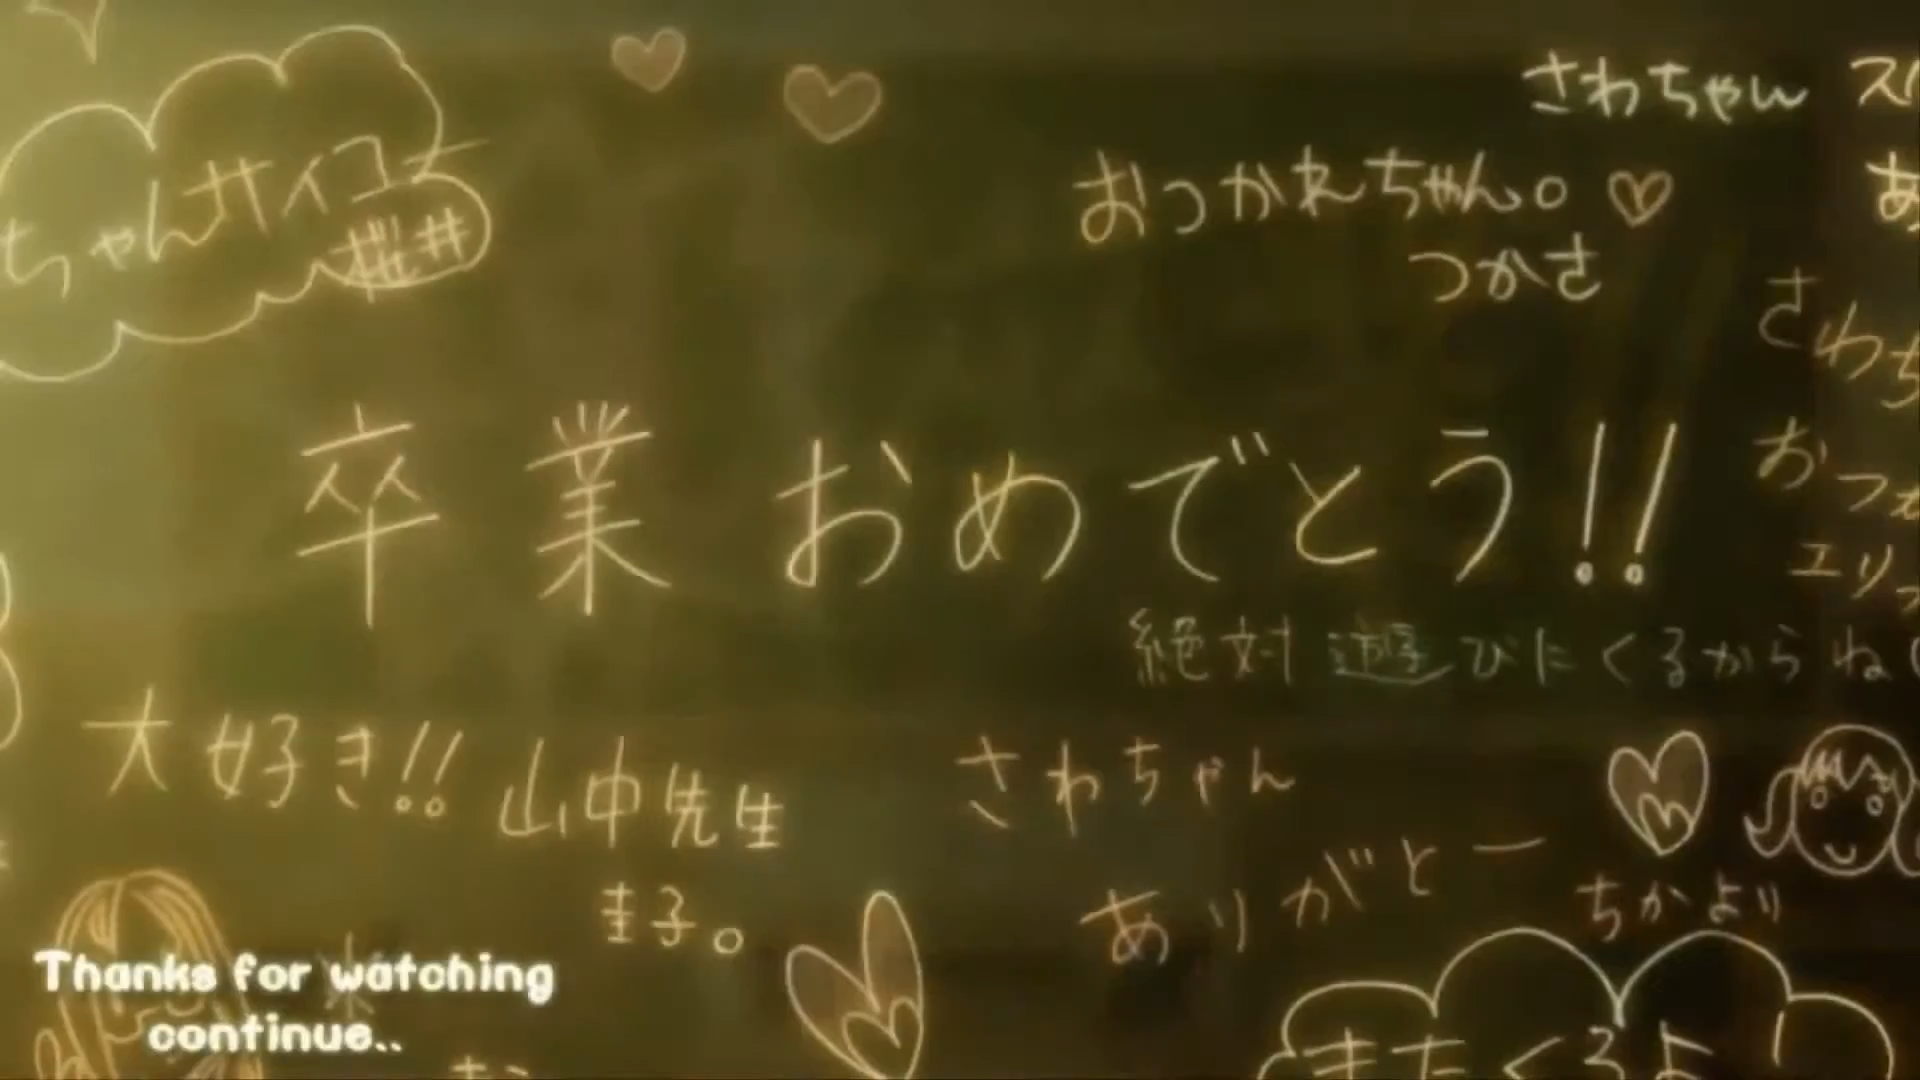 さわちゃん
おつかれちゃん。
つかさ
ちゃんサイコー
桜井
さわち
おつか
エリ
卒業おめでとう!!
絶対遊びにくるからね
大好き!! 山中先生
圭子。
さわちゃん
ありがとー
ちかより
またくるよ
Thanks for watching
continue..